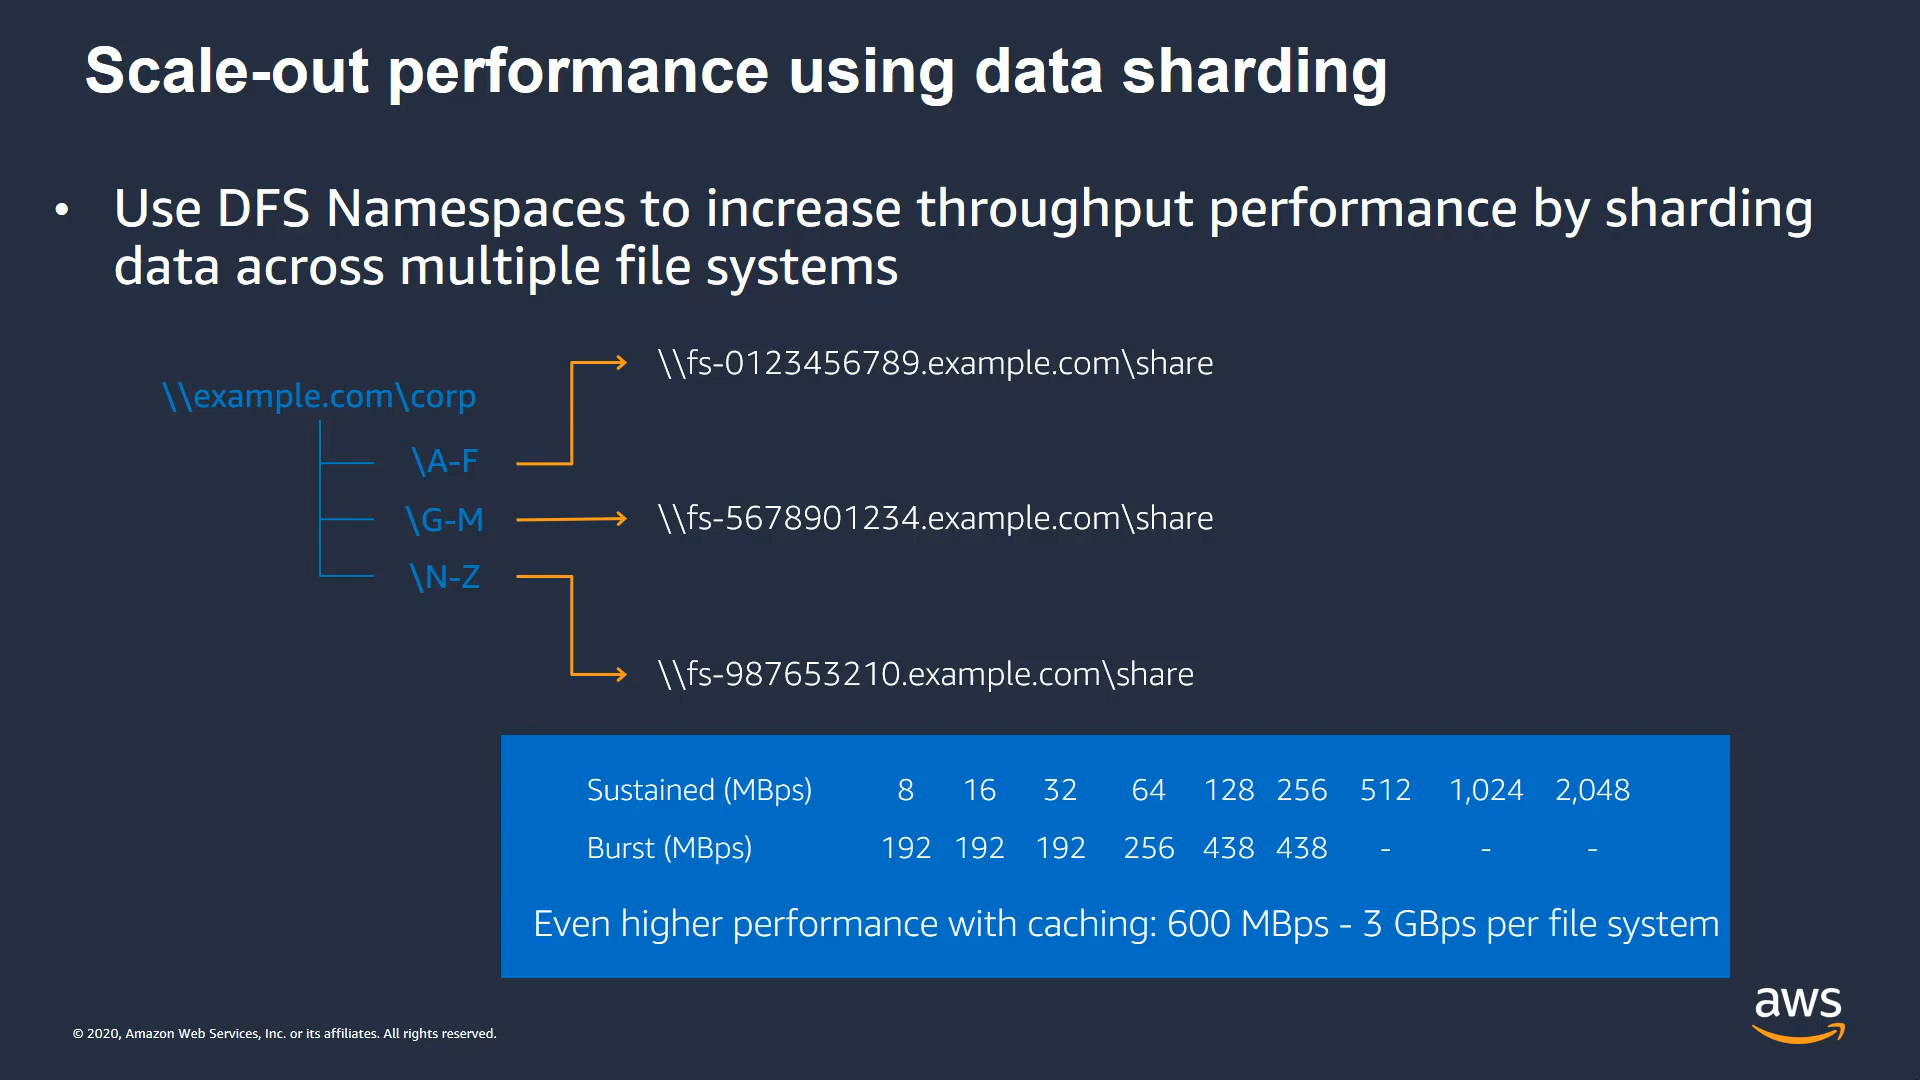 Scale-out performance using data sharding
• Use DFS Namespaces to increase throughput performance by sharding
data across multiple file systems
\\example.com\corp
\A-F
\G-M
\N-Z
\\fs-0123456789.example.com\share
\\fs-5678901234.example.com\share
\\fs-987653210.example.com\share
Sustained (MBps) 8 16 32 64 128 256 512 1,024 2,048
Burst (MBps) 192 192 192 256 438 438 - - -
Even higher performance with caching: 600 MBps - 3 GBps per file system
© 2020, Amazon Web Services, Inc. or its affiliates. All rights reserved.
aws